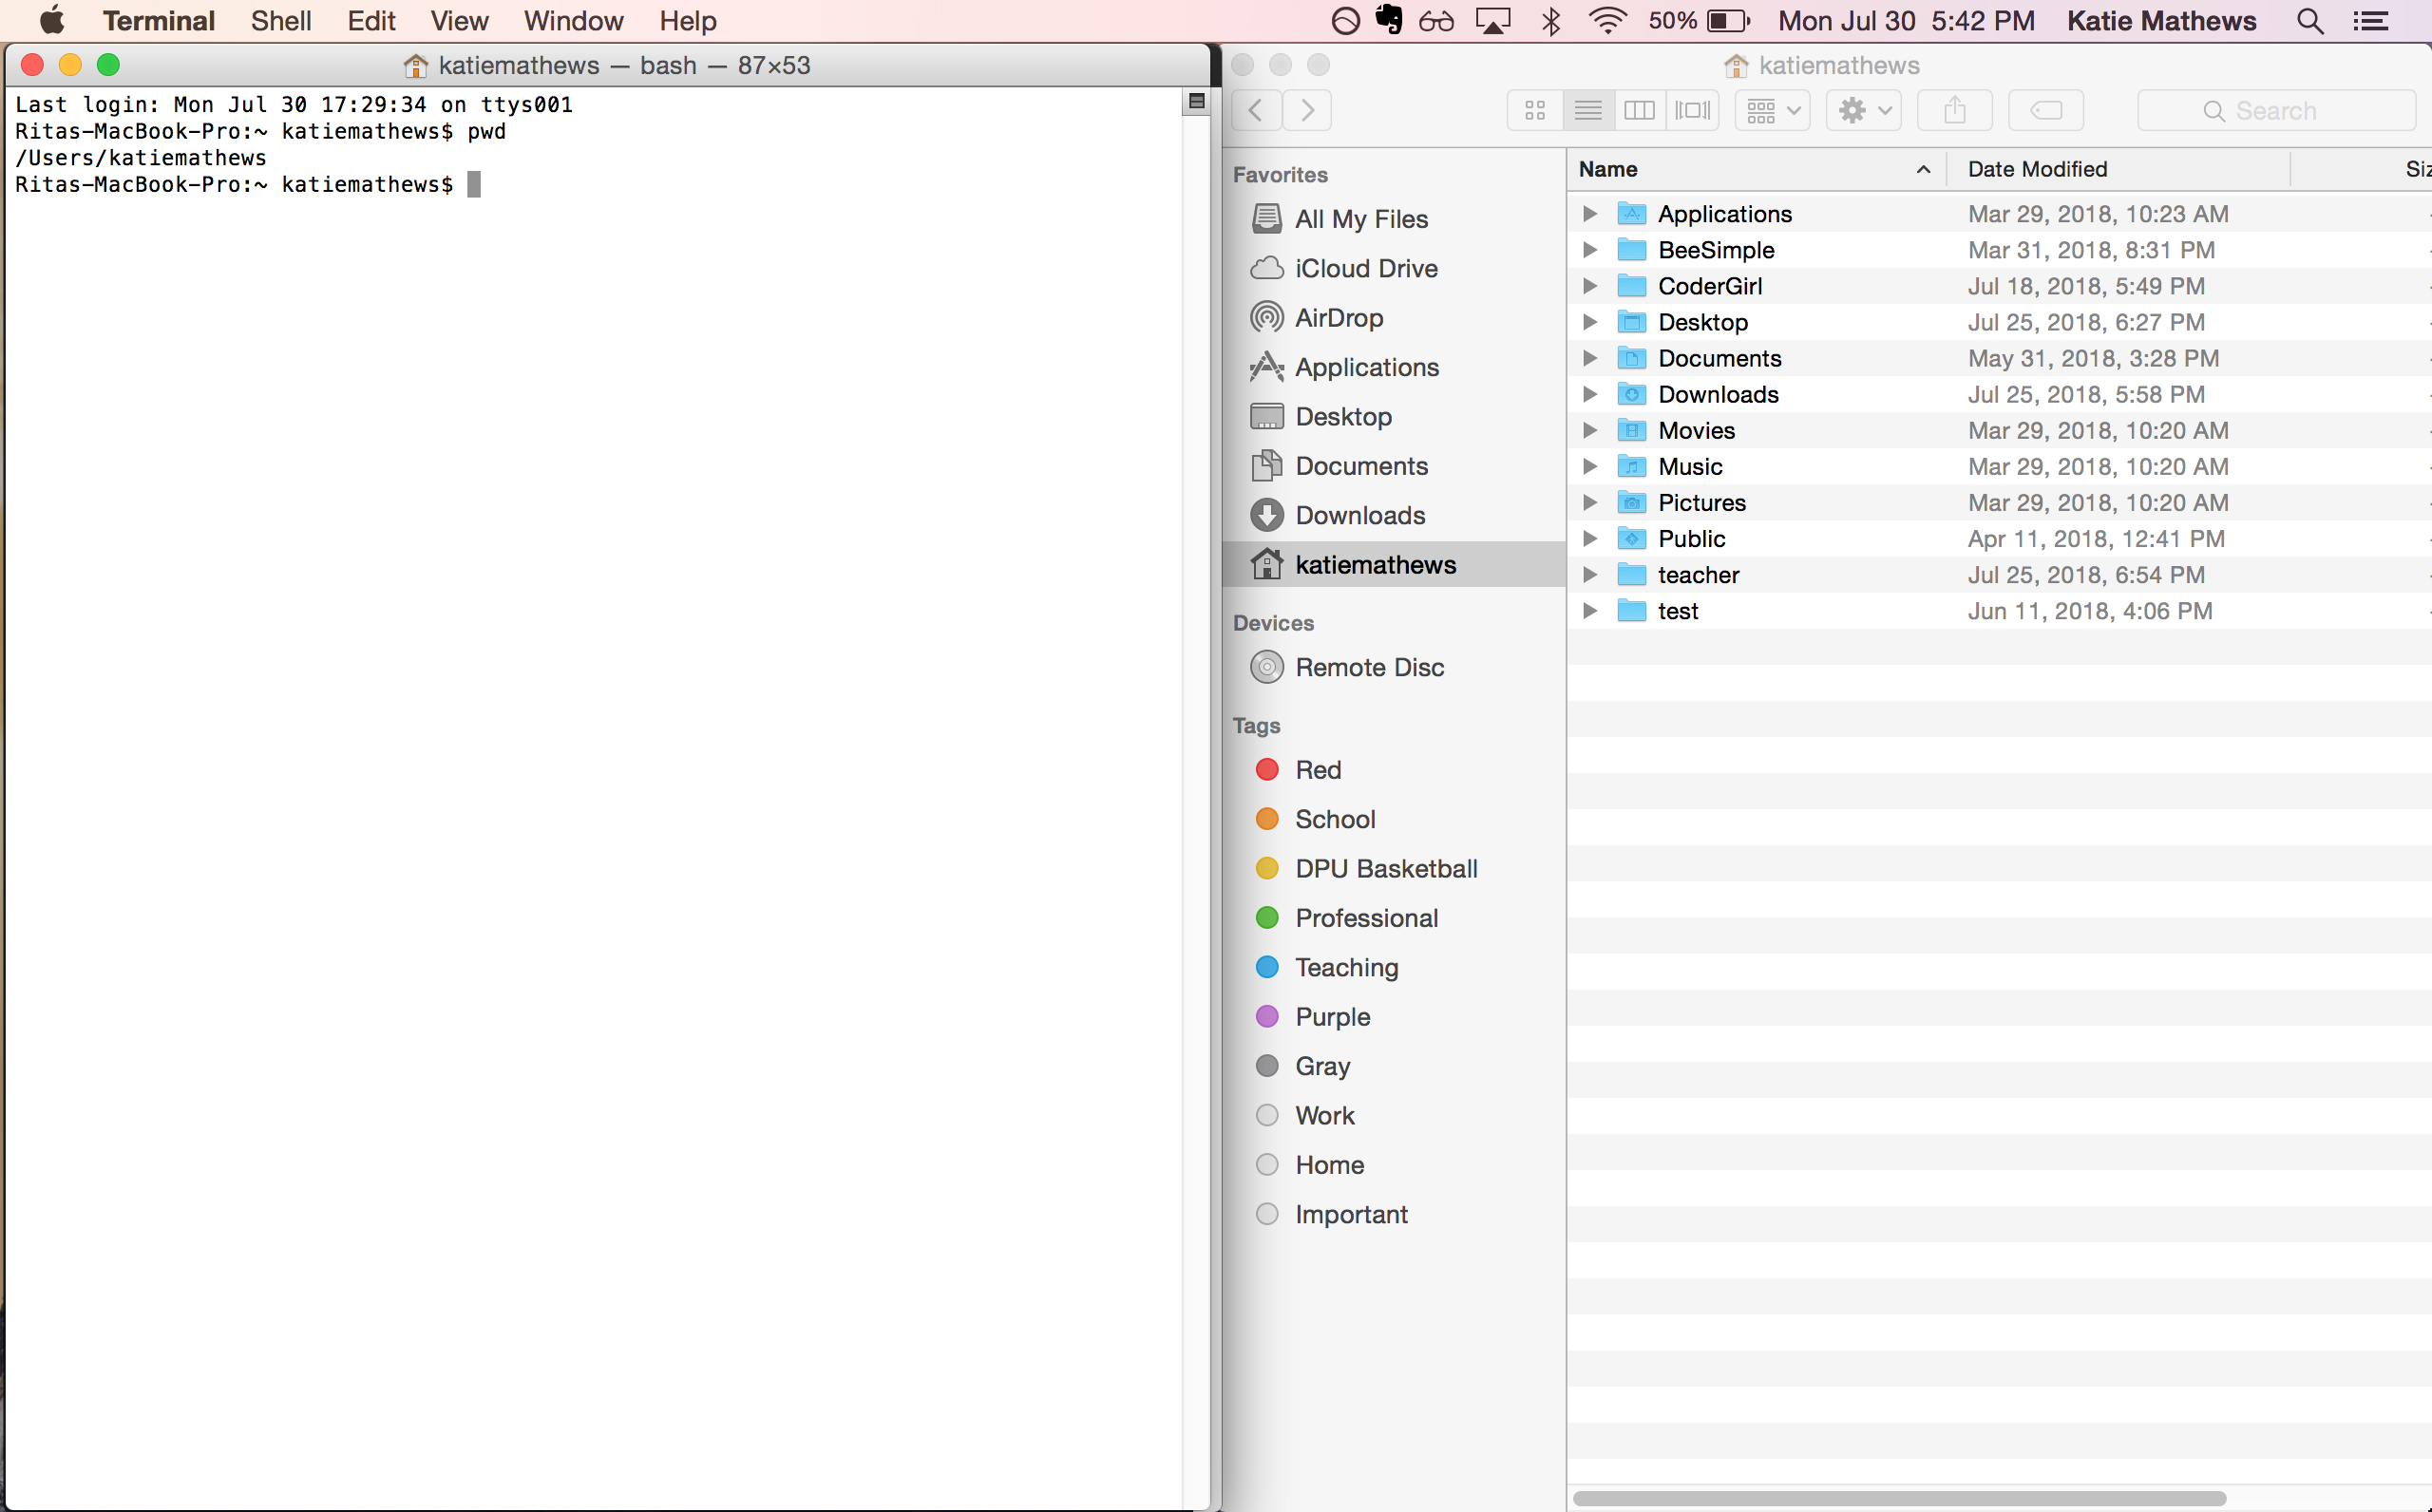 Terminal Shell Edit View Window Help 50% Mon Jul 30 5:42 PM Katie Mathews
katiemathews — bash — 87×53
Last login: Mon Jul 30 17:29:34 on ttys001
Ritas-MacBook-Pro:~ katiemathews$ pwd
/Users/katiemathews
Ritas-MacBook-Pro:~ katiemathews$
katiemathews
Search
Favorites
All My Files
iCloud Drive
AirDrop
Applications
Desktop
Documents
Downloads
katiemathews
Devices
Remote Disc
Tags
Red
School
DPU Basketball
Professional
Teaching
Purple
Gray
Work
Home
Important
Name Date Modified
Applications Mar 29, 2018, 10:23 AM
BeeSimple Mar 31, 2018, 8:31 PM
CoderGirl Jul 18, 2018, 5:49 PM
Desktop Jul 25, 2018, 6:27 PM
Documents May 31, 2018, 3:28 PM
Downloads Jul 25, 2018, 5:58 PM
Movies Mar 29, 2018, 10:20 AM
Music Mar 29, 2018, 10:20 AM
Pictures Mar 29, 2018, 10:20 AM
Public Apr 11, 2018, 12:41 PM
teacher Jul 25, 2018, 6:54 PM
test Jun 11, 2018, 4:06 PM